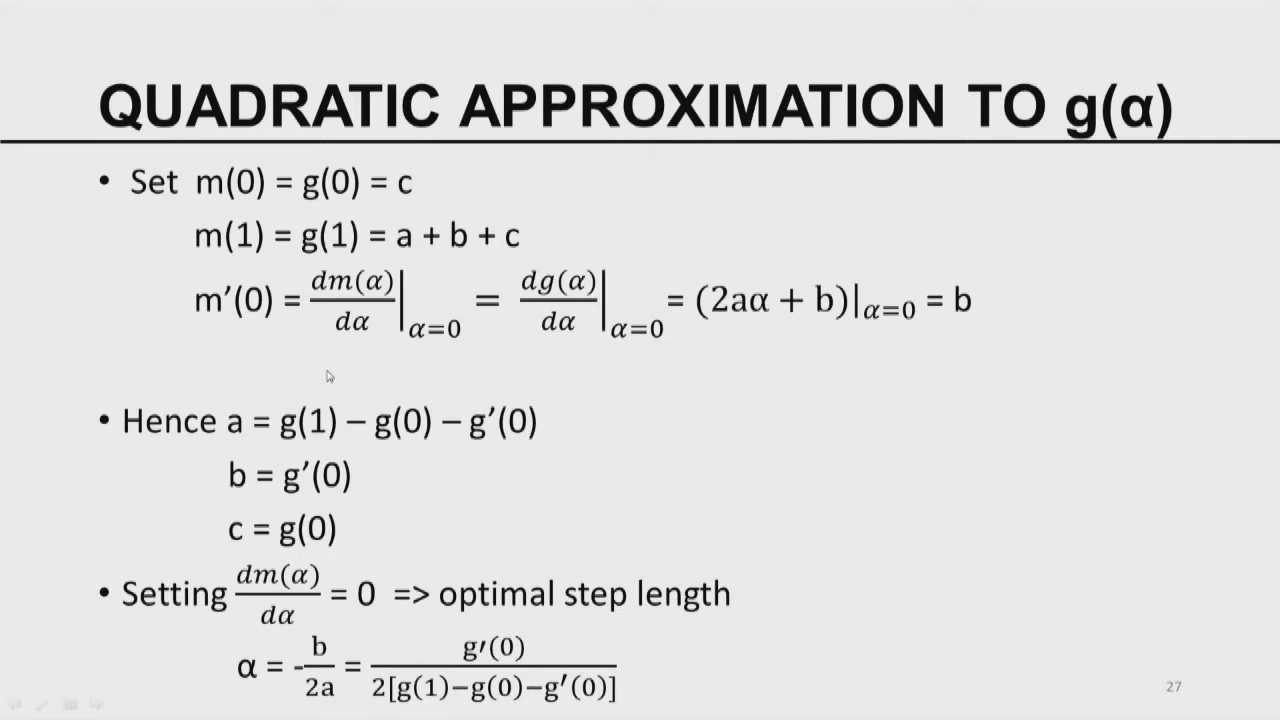 QUADRATIC APPROXIMATION TO g(α)
• Set m(0) = g(0) = c
m(1) = g(1) = a + b + c
m′(0) = dm(α)/dα|α=0 = dg(α)/dα|α=0 = (2aα + b)|α=0 = b
• Hence a = g(1) – g(0) – g′(0)
b = g′(0)
c = g(0)
• Setting dm(α)/dα = 0 => optimal step length
α = -b/2a = g′(0)/2[g(1)−g(0)−g′(0)]
27